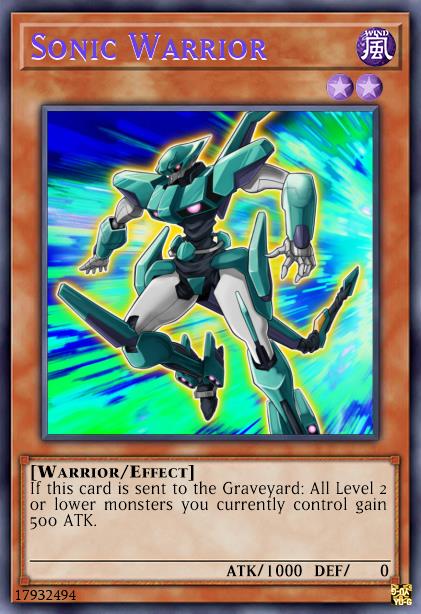 Sonic Warrior
WIND
風
[Warrior/Effect]
If this card is sent to the Graveyard: All Level 2
or lower monsters you currently control gain
500 ATK.
ATK/1000 DEF/ 0
17932494